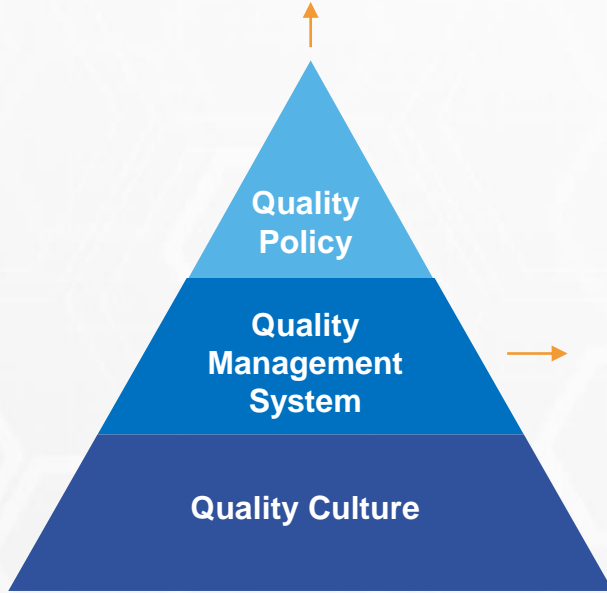 Quality
Policy
Quality
Management
System
Quality Culture